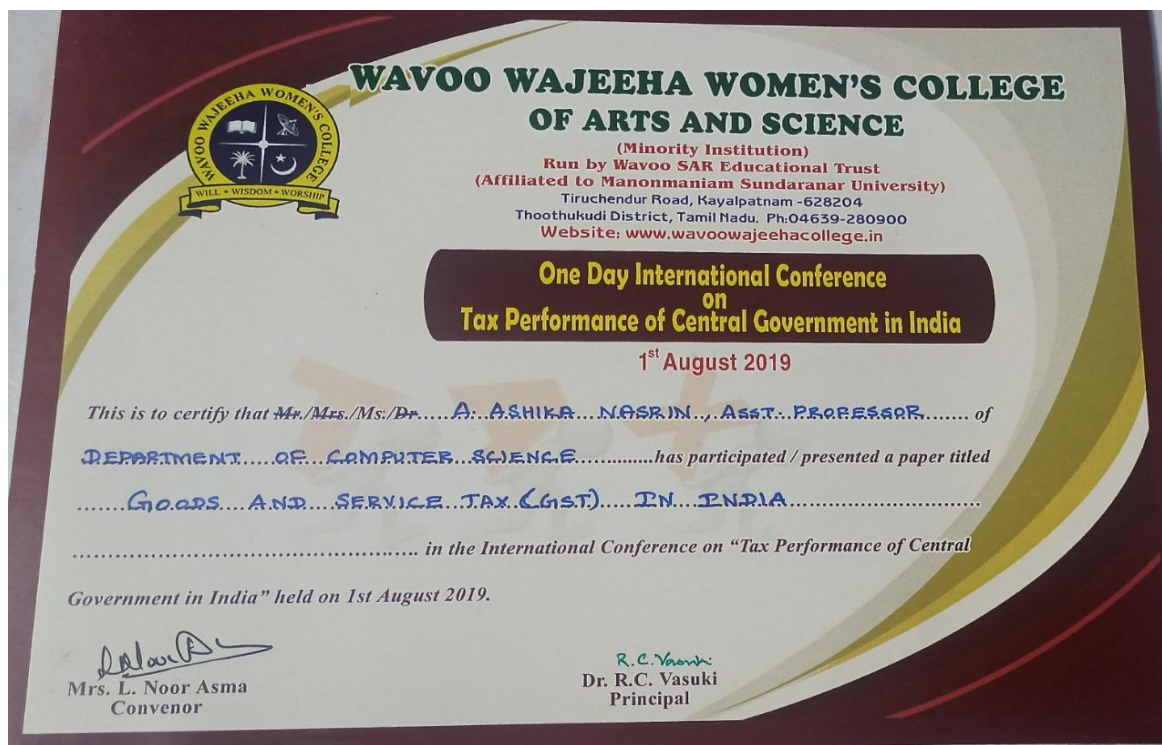 WAVOO WAJEEHA WOMEN'S COLLEGE
OF ARTS AND SCIENCE
(Minority Institution)
Run by Wavoo SAR Educational Trust
(Affiliated to Manonmaniam Sundaranar University)
Tiruchendur Road, Kayalpatnam -628204
Thoothukudi District, Tamil Nadu. Ph:04639-280900
Website: www.wavoowajeehacollege.in
WAVOO WAJEEHA WOMEN'S COLLEGE
WILL • WISDOM • WORSHIP
One Day International Conference
on
Tax Performance of Central Government in India
1st August 2019
This is to certify that Mr./Mrs./Ms./Dr..... A. ASHIKA NASRIN, ASST. PROFESSOR ....... of
DEPARTMENT OF COMPUTER SCIENCE ............ has participated / presented a paper titled
GOODS AND SERVICE TAX (GST) IN INDIA
in the International Conference on "Tax Performance of Central
Government in India" held on 1st August 2019.
R.C. Vasuki
Mrs. L. Noor Asma
Convenor
Dr. R.C. Vasuki
Principal